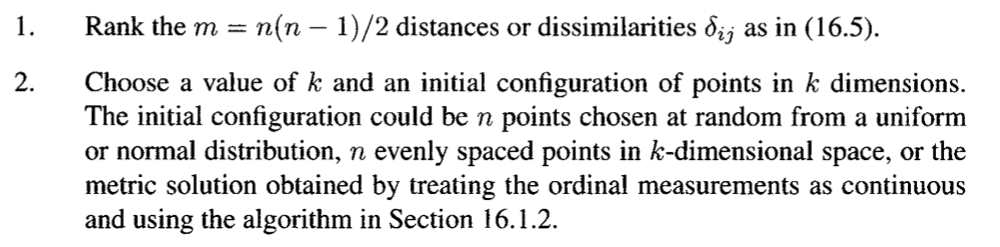 1. Rank the m = n(n − 1)/2 distances or dissimilarities δij as in (16.5).
2. Choose a value of k and an initial configuration of points in k dimensions.
The initial configuration could be n points chosen at random from a uniform
or normal distribution, n evenly spaced points in k-dimensional space, or the
metric solution obtained by treating the ordinal measurements as continuous
and using the algorithm in Section 16.1.2.